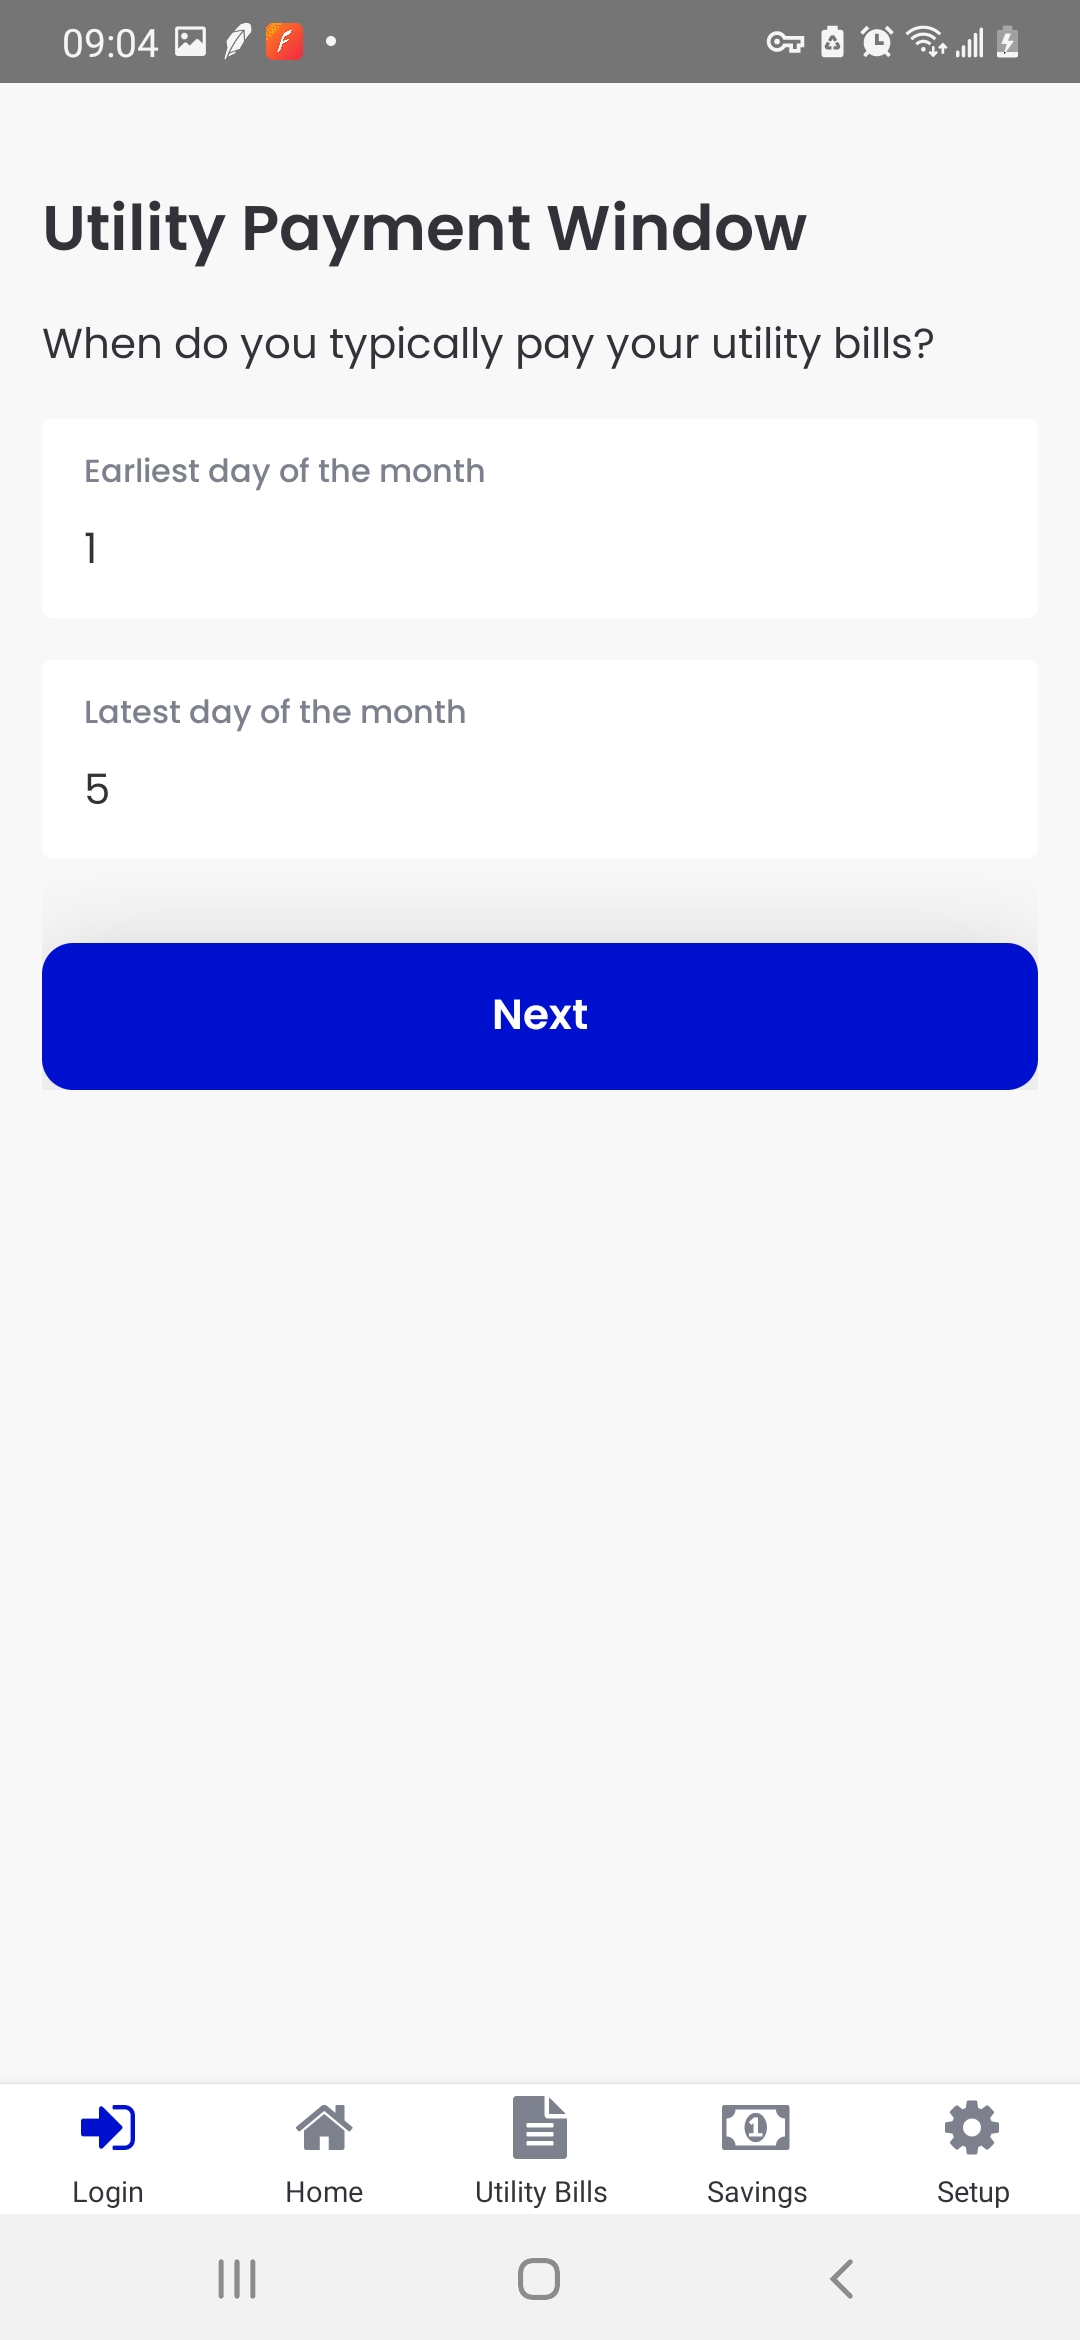 09:04
Utility Payment Window
When do you typically pay your utility bills?
Earliest day of the month
1
Latest day of the month
5
Next
Login Home Utility Bills Savings Setup